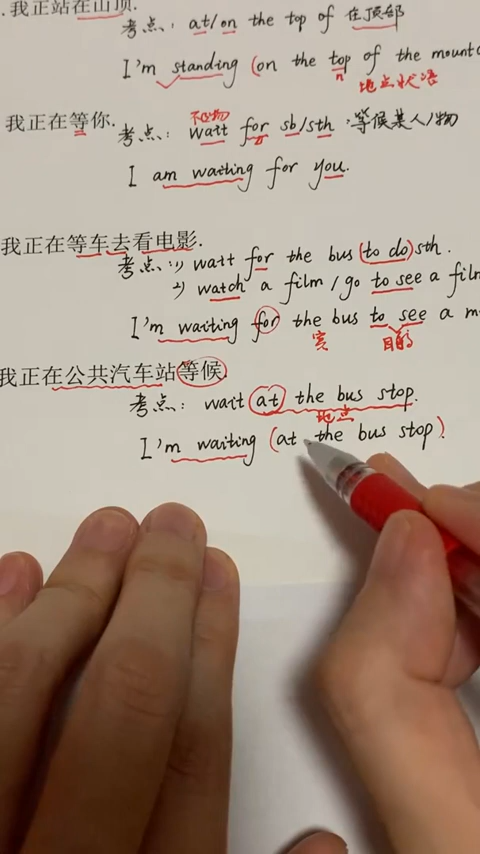 .我正站在山顶.
考点：at/on the top of 在顶部
I'm standing (on the top of the mount
地点状语
我正在等你.
不及物
考点：wait for sb/sth：等候某人/物
I am waiting for you.
我正在等车去看电影.
考点：1) wait for the bus (to do) sth.
2) watch a film / go to see a film
I'm waiting for the bus to see a m
宾 目的
我正在公共汽车站等候.
考点：wait at the bus stop.
地点
I'm waiting (at the bus stop).